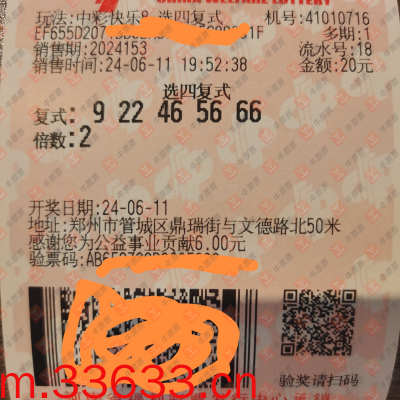 CHINA WELFARE LOTTERY
玩法:中彩快乐8 选四复式 机号:41010716
多期:1
销售期:2024153 流水号:18
销售时间:24-06-11 19:52:38 金额:20元
选四复式
复式: 9 22 46 56 66
倍数:2
开奖日期:24-06-11
地址:郑州市管城区鼎瑞街与文德路北50米
感谢您为公益事业贡献6.00元
验票码:
验奖请扫码
m.33633.cn